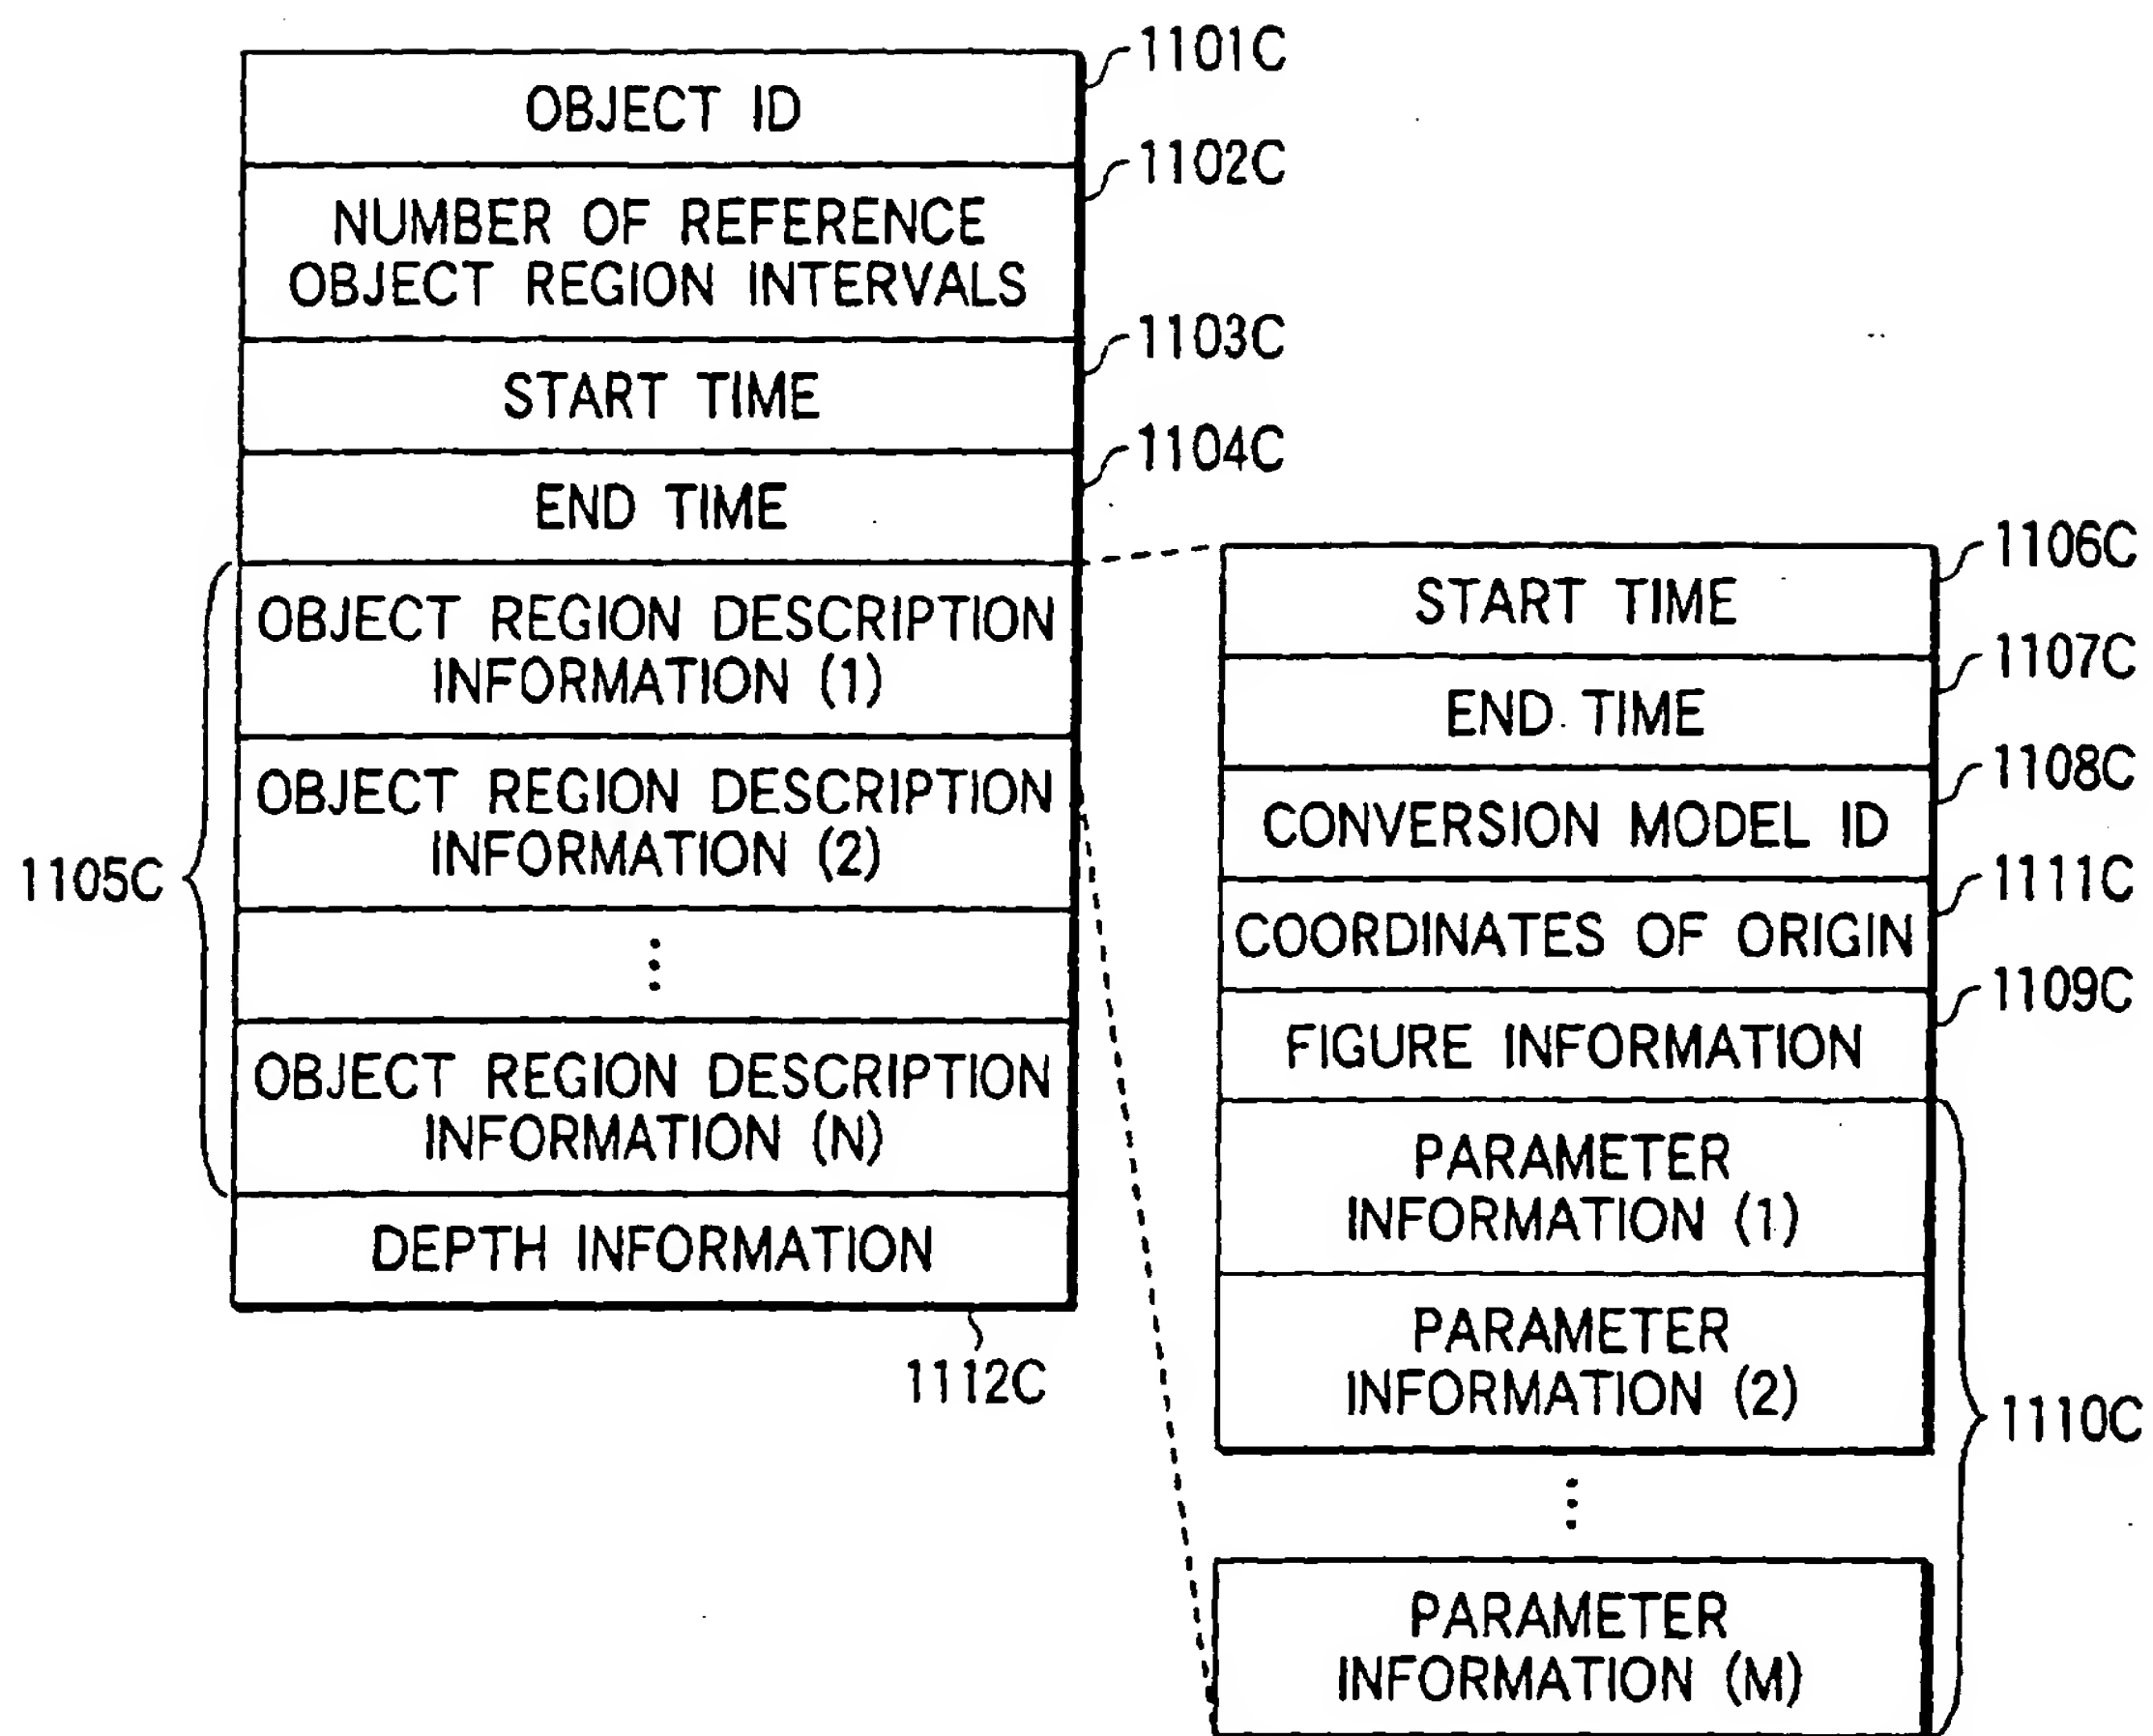 OBJECT ID
1101C
NUMBER OF REFERENCE
OBJECT REGION INTERVALS
1102C
START TIME
1103C
END TIME
1104C
1105C
OBJECT REGION DESCRIPTION
INFORMATION (1)
OBJECT REGION DESCRIPTION
INFORMATION (2)
⋮
OBJECT REGION DESCRIPTION
INFORMATION (N)
DEPTH INFORMATION
1112C
START TIME
1106C
END TIME
1107C
CONVERSION MODEL ID
1108C
COORDINATES OF ORIGIN
1111C
FIGURE INFORMATION
1109C
PARAMETER
INFORMATION (1)
PARAMETER
INFORMATION (2)
⋮
PARAMETER
INFORMATION (M)
1110C